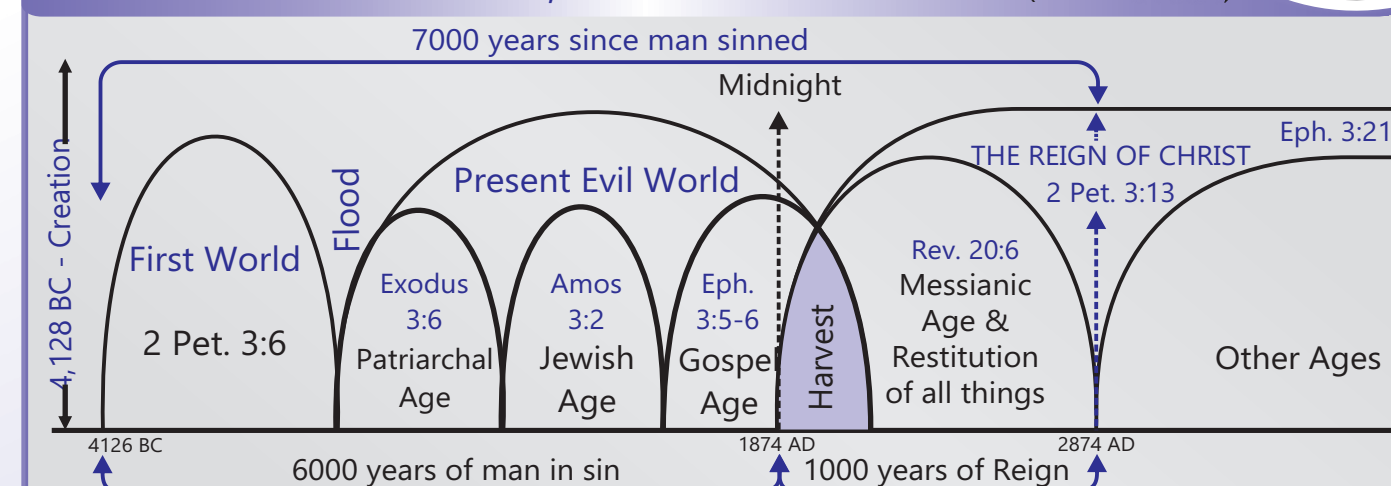 7000 years since man sinned
Midnight
4,128 BC - Creation
First World
2 Pet. 3:6
Flood
Present Evil World
Exodus
3:6
Patriarchal
Age
Amos
3:2
Jewish
Age
Eph.
3:5-6
Gospel
Age
Harvest
Rev. 20:6
Messianic
Age &
Restitution
of all things
THE REIGN OF CHRIST
2 Pet. 3:13
Eph. 3:21
Other Ages
4126 BC
1874 AD
2874 AD
6000 years of man in sin
1000 years of Reign